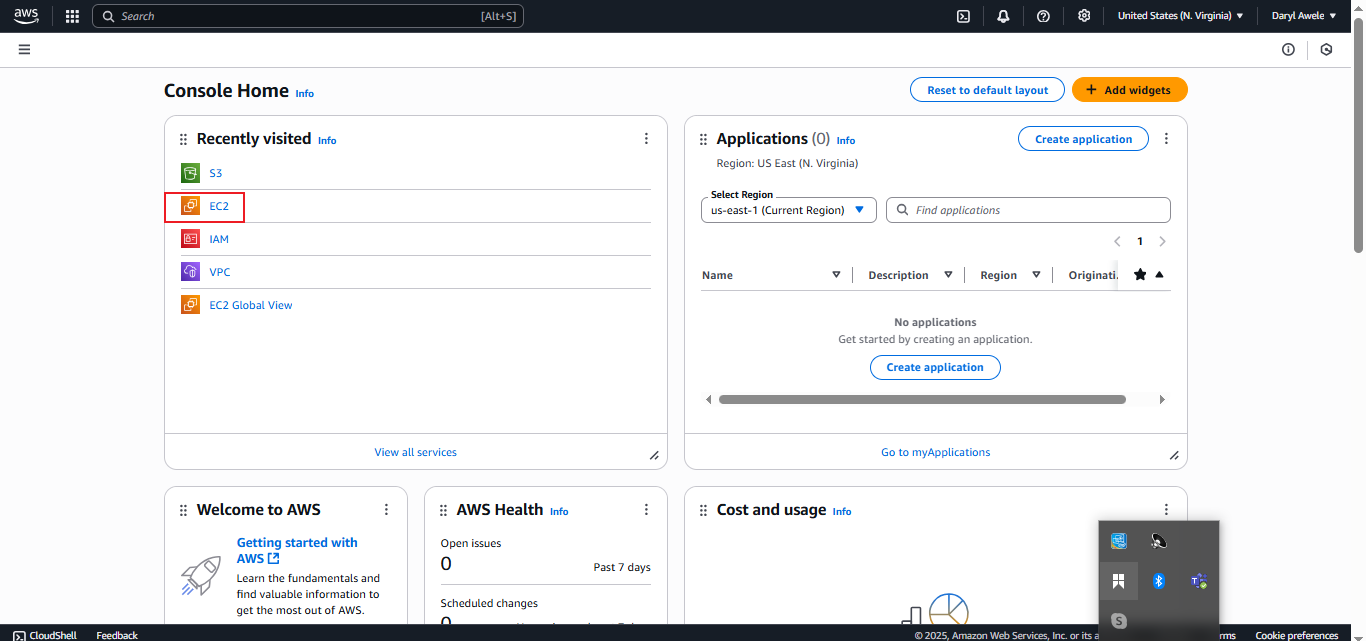 aws
Search [Alt+S]
United States (N. Virginia)
Daryl Awele
Console Home Info
Reset to default layout
Add widgets
Recently visited Info
S3
EC2
IAM
VPC
EC2 Global View
View all services
Applications (0) Info
Create application
Region: US East (N. Virginia)
Select Region
us-east-1 (Current Region)
Find applications
1
Name Description Region Originati.
No applications
Get started by creating an application.
Create application
Go to myApplications
Welcome to AWS
Getting started with
AWS
Learn the fundamentals and
find valuable information to
get the most out of AWS.
AWS Health Info
Open issues
0
Past 7 days
Scheduled changes
0
Cost and usage Info
CloudShell Feedback
© 2025, Amazon Web Services, Inc. or its a
Cookie preferences